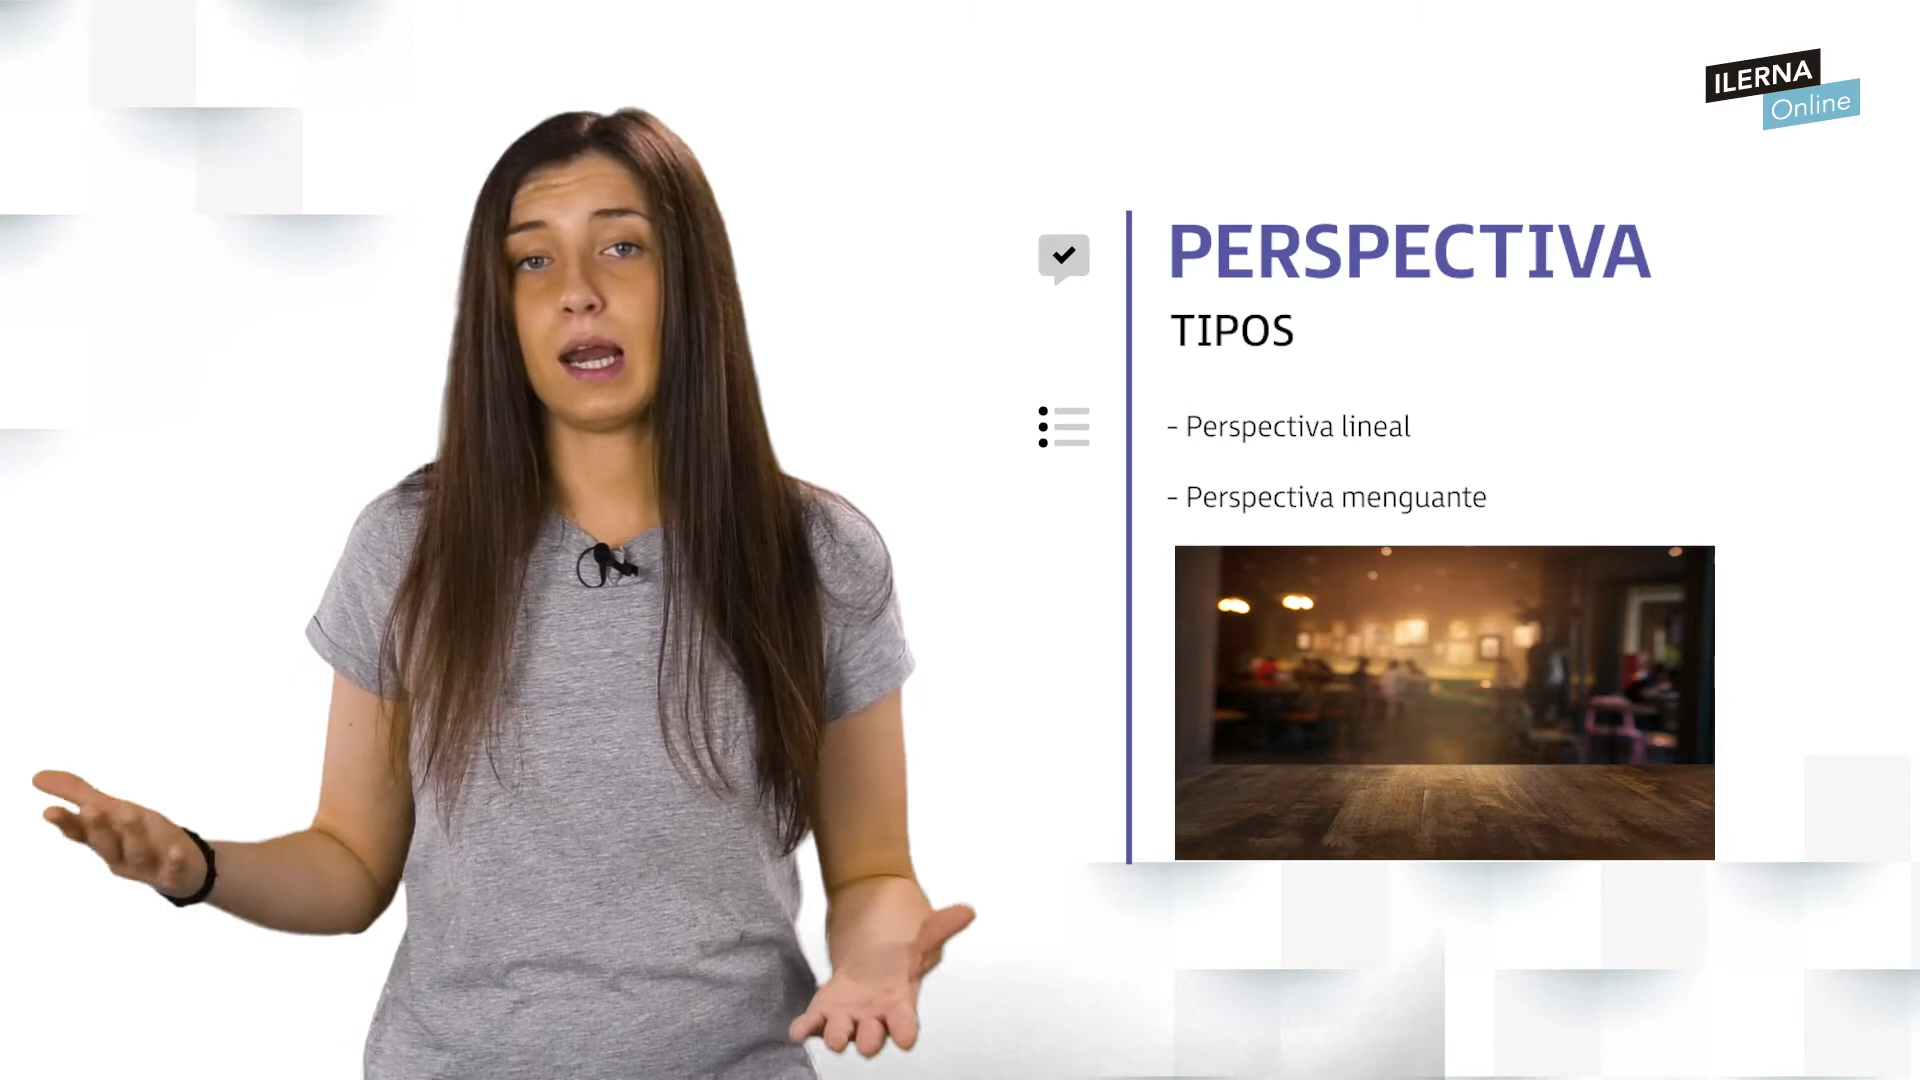 ILERNA
Online
PERSPECTIVA
TIPOS
- Perspectiva lineal
- Perspectiva menguante